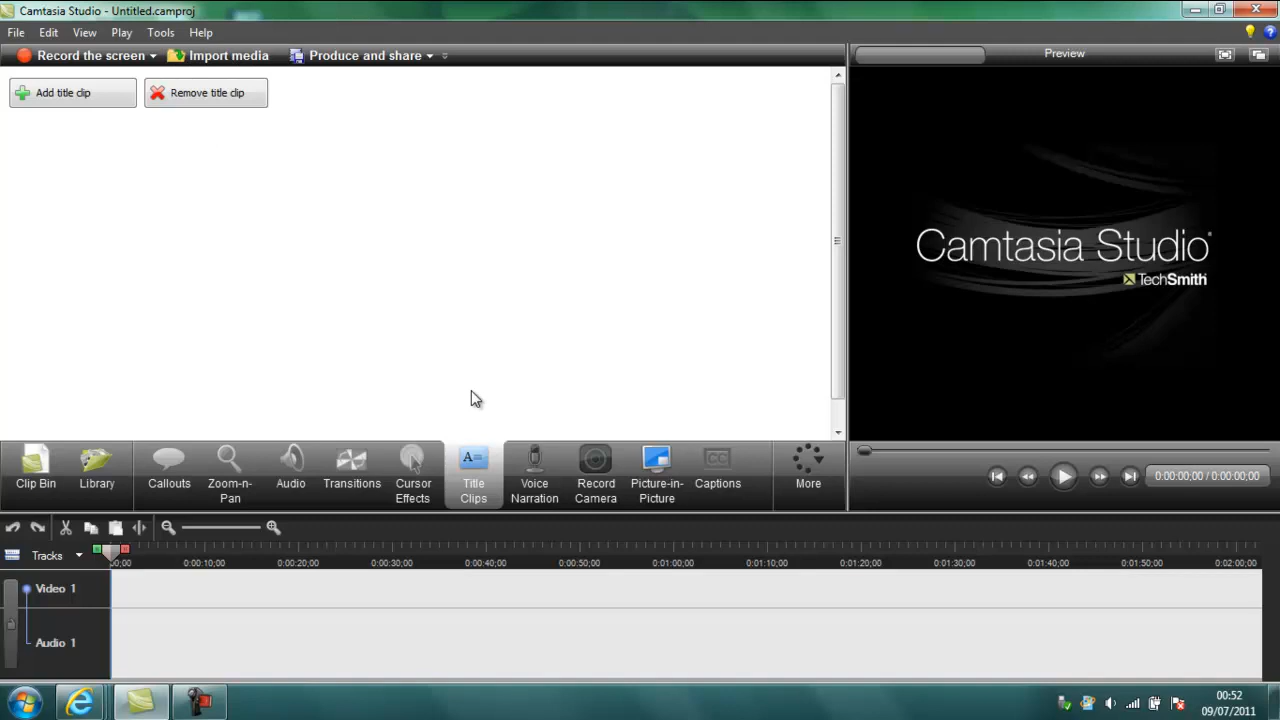 Camtasia Studio - Untitled.camproj
File Edit View Play Tools Help
Record the screen Import media Produce and share
Preview
Add title clip Remove title clip
Camtasia Studio
TechSmith
Clip Bin Library Callouts Zoom-n-Pan Audio Transitions Cursor Effects Title Clips Voice Narration Record Camera Picture-in-Picture CC Captions More
0:00:00;00 / 0:00:00;00
Tracks
0:00:10;00 0:00:20;00 0:00:30;00 0:00:40;00 0:00:50;00 0:01:00;00 0:01:10;00 0:01:20;00 0:01:30;00 0:01:40;00 0:01:50;00 0:02:00;00
Video 1
Audio 1
00:52
09/07/2011